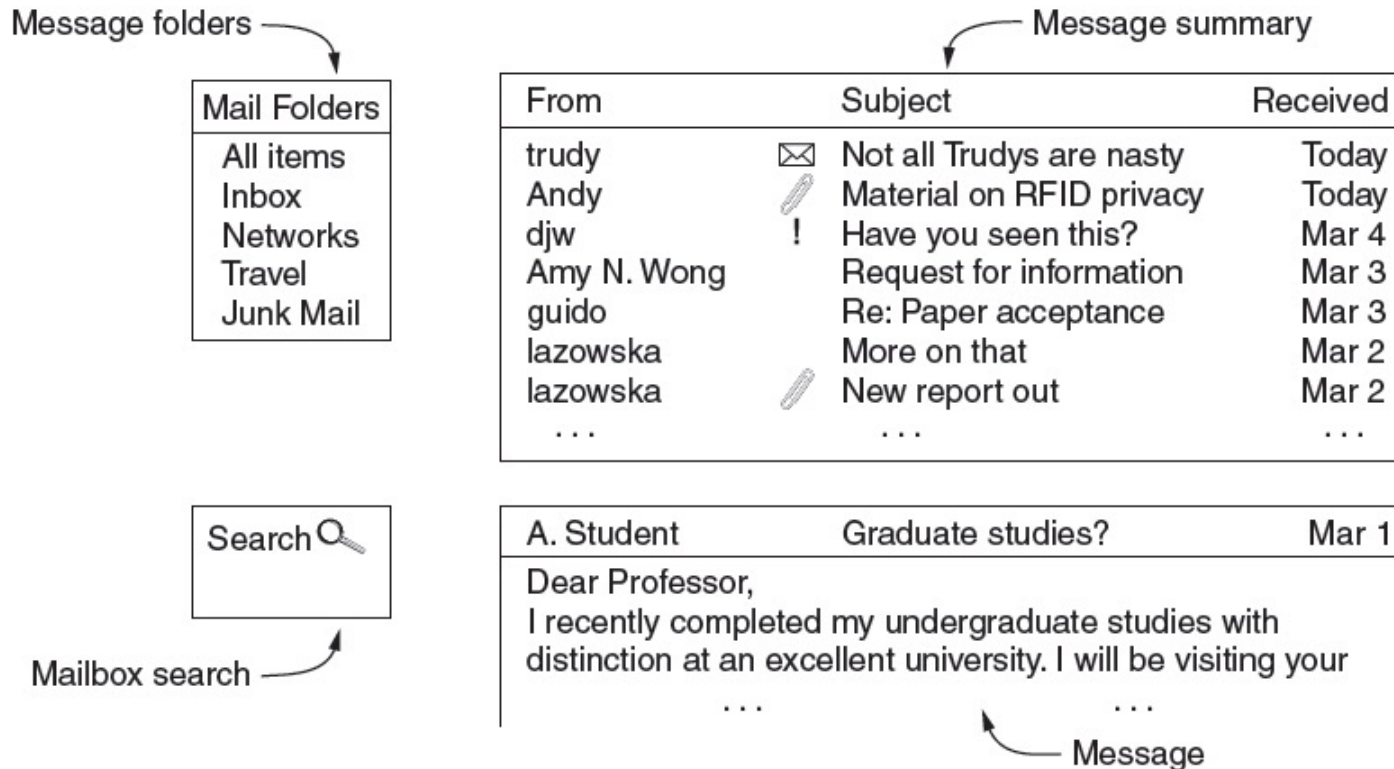 Message folders
Message summary
Mail Folders
All items
Inbox
Networks
Travel
Junk Mail
From Subject Received
trudy Not all Trudys are nasty Today
Andy Material on RFID privacy Today
djw ! Have you seen this? Mar 4
Amy N. Wong Request for information Mar 3
guido Re: Paper acceptance Mar 3
lazowska More on that Mar 2
lazowska New report out Mar 2
. . . . . . . . .
Search
Mailbox search
A. Student Graduate studies? Mar 1
Dear Professor,
I recently completed my undergraduate studies with
distinction at an excellent university. I will be visiting your
. . . . . .
Message